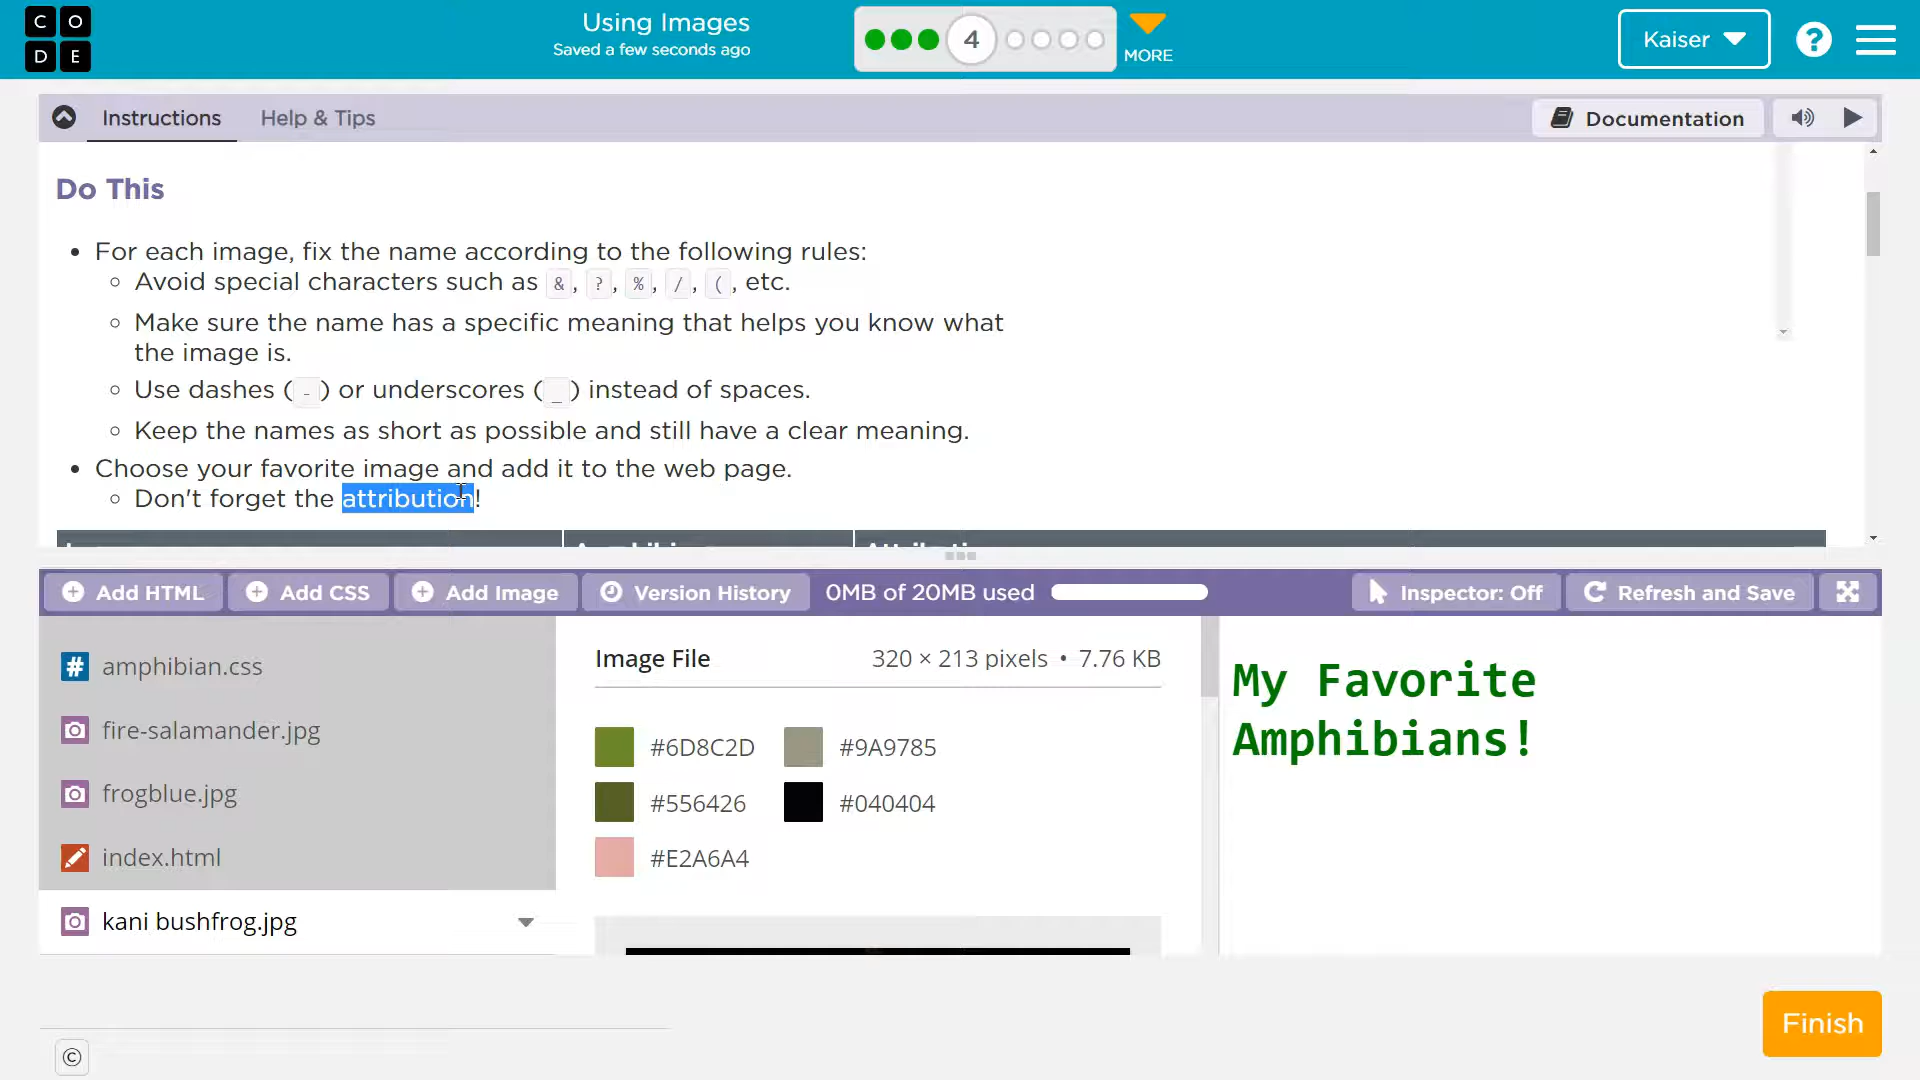 CODE
Using Images
Saved a few seconds ago
4
MORE
Kaiser
?
Instructions
Help & Tips
Documentation
Do This
For each image, fix the name according to the following rules:
Avoid special characters such as &, ?, %, /, (, etc.
Make sure the name has a specific meaning that helps you know what
the image is.
Use dashes (-) or underscores (_) instead of spaces.
Keep the names as short as possible and still have a clear meaning.
Choose your favorite image and add it to the web page.
Don't forget the attribution!
Add HTML
Add CSS
Add Image
Version History
0MB of 20MB used
Inspector: Off
Refresh and Save
amphibian.css
fire-salamander.jpg
frogblue.jpg
index.html
kani bushfrog.jpg
Image File
320 × 213 pixels • 7.76 KB
#6D8C2D
#9A9785
#556426
#040404
#E2A6A4
My Favorite
Amphibians!
Finish
©